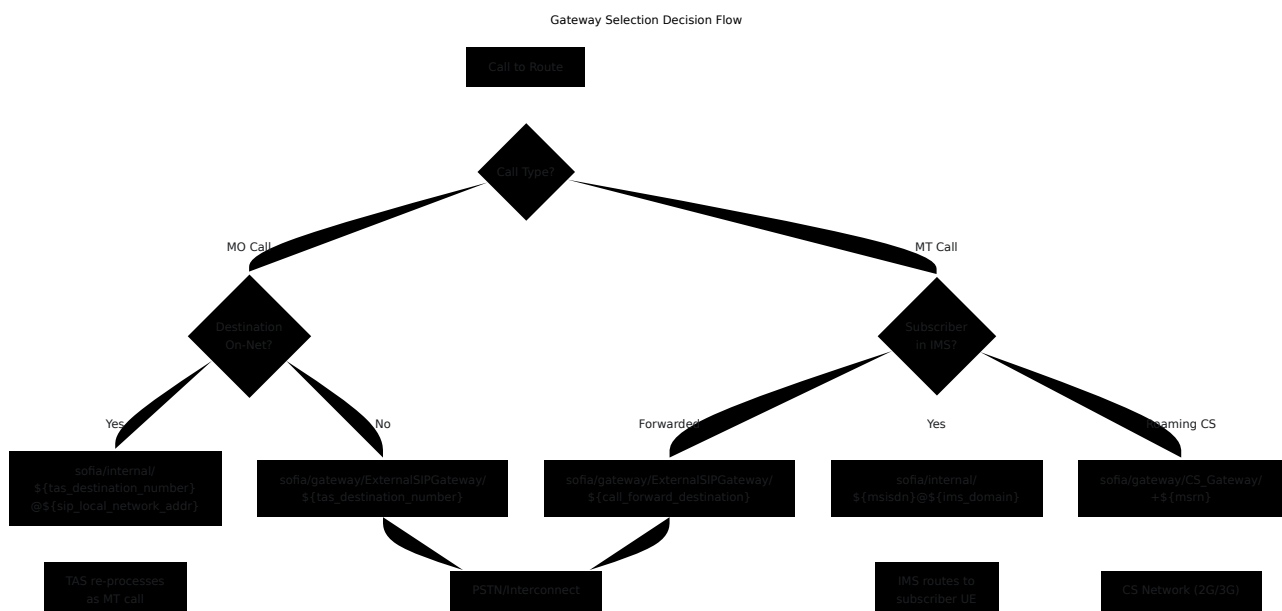 Gateway Selection Decision Flow
Call to Route
Call Type?
MO Call
MT Call
Destination
On-Net?
Subscriber
in IMS?
Yes
No
Forwarded
Yes
Roaming CS
sofia/internal/
${tas_destination_number}
@${sip_local_network_addr}
sofia/gateway/ExternalSIPGateway/
${tas_destination_number}
sofia/gateway/ExternalSIPGateway/
${call_forward_destination}
sofia/internal/
${msisdn}@${ims_domain}
sofia/gateway/CS_Gateway/
+${msrn}
TAS re-processes
as MT call
PSTN/Interconnect
IMS routes to
subscriber UE
CS Network (2G/3G)